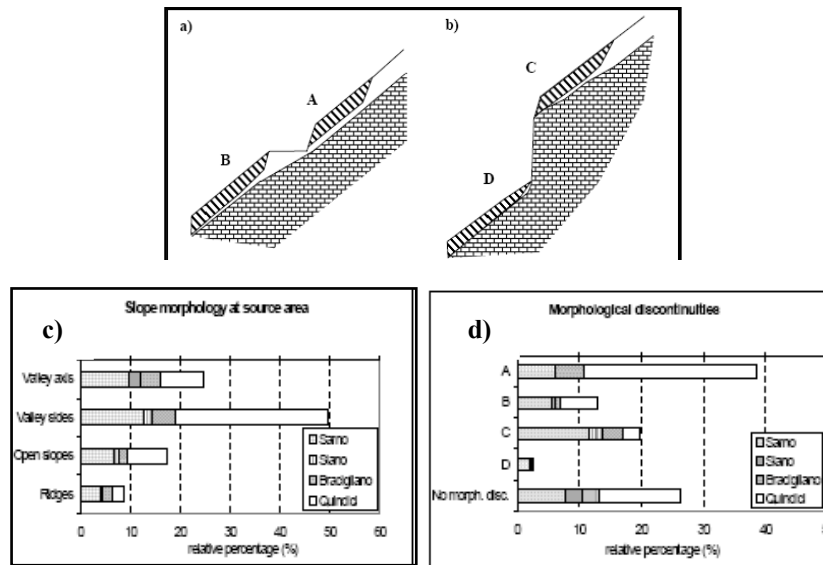 a)
b)
A
B
C
D
c)
Slope morphology at source area
Valley axis
Valley sides
Open slopes
Ridges
Sarno
Siano
Bracigliano
Quindici
0 10 20 30 40 50 60
relative percentage (%)
d)
Morphological discontinuities
A
B
C
D
No morph. disc.
Sarno
Siano
Bracigliano
Quindici
0 10 20 30 40
relative percentage (%)